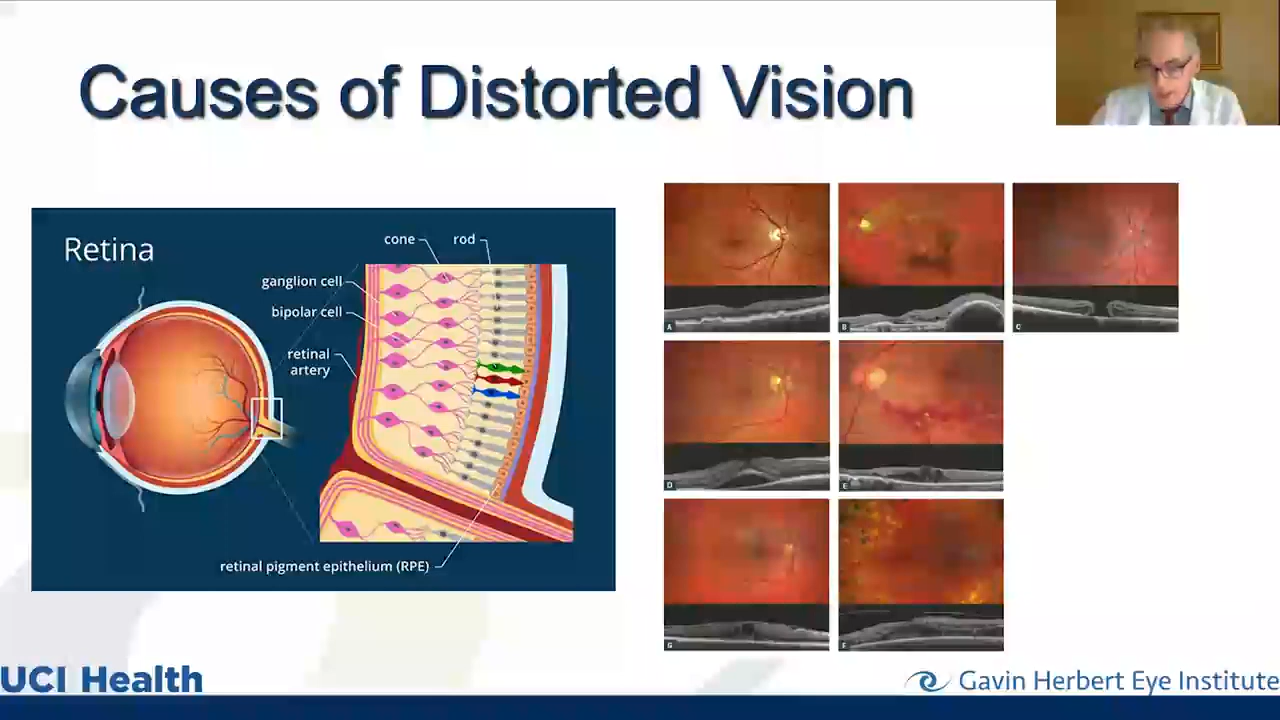 Causes of Distorted Vision
Retina
cone
rod
ganglion cell
bipolar cell
retinal
artery
retinal pigment epithelium (RPE)
A
B
C
D
E
G
F
UCI Health
Gavin Herbert Eye Institute